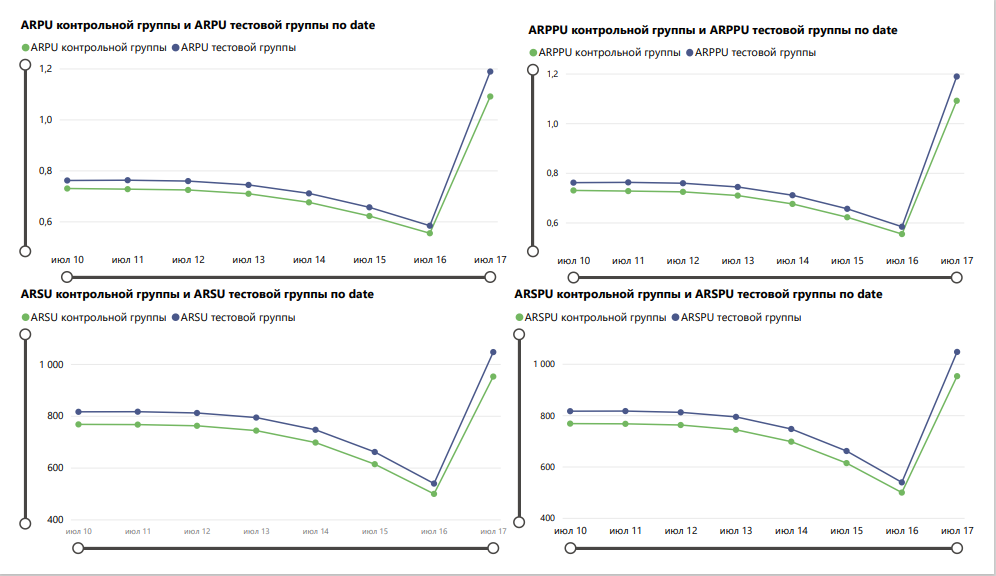 ARPU контрольной группы и ARPU тестовой группы по date
ARPU контрольной группы ARPU тестовой группы
1,2
1,0
0,8
0,6
июл 10 июл 11 июл 12 июл 13 июл 14 июл 15 июл 16 июл 17
ARPPU контрольной группы и ARPPU тестовой группы по date
ARPPU контрольной группы ARPPU тестовой группы
1,2
1,0
0,8
0,6
июл 10 июл 11 июл 12 июл 13 июл 14 июл 15 июл 16 июл 17
ARSU контрольной группы и ARSU тестовой группы по date
ARSU контрольной группы ARSU тестовой группы
1 000
800
600
400
июл 10 июл 11 июл 12 июл 13 июл 14 июл 15 июл 16 июл 17
ARSPU контрольной группы и ARSPU тестовой группы по date
ARSPU контрольной группы ARSPU тестовой группы
1 000
800
600
400
июл 10 июл 11 июл 12 июл 13 июл 14 июл 15 июл 16 июл 17